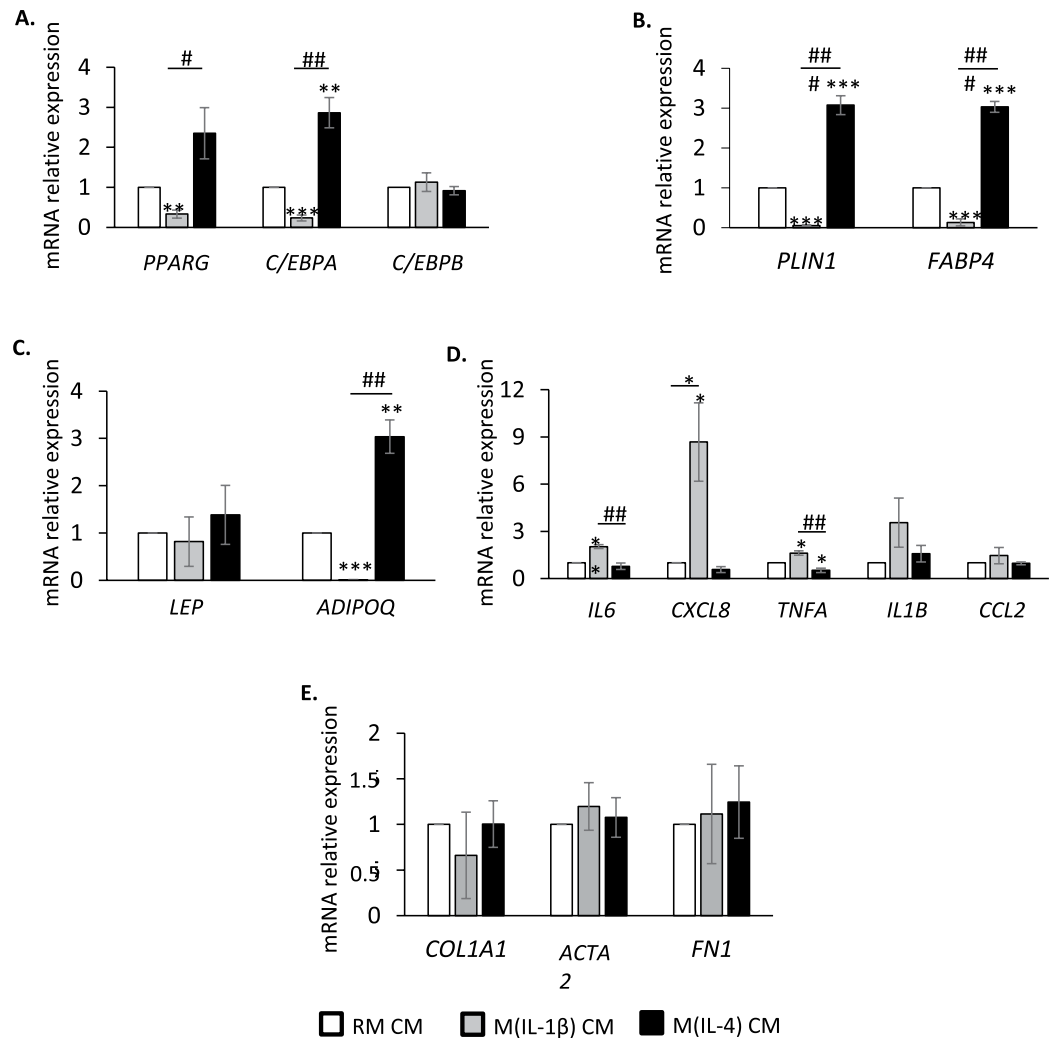 A.
mRNA relative expression
4
3
2
1
0
#
##
**
**
***
PPARG
C/EBPA
C/EBPB
B.
mRNA relative expression
4
3
2
1
0
##
#
***
##
#
***
***
***
PLIN1
FABP4
C.
mRNA relative expression
4
3
2
1
0
##
**
***
LEP
ADIPOQ
D.
mRNA relative expression
12
9
6
3
0
##
*
*
*
*
##
*
*
IL6
CXCL8
TNFA
IL1B
CCL2
E.
mRNA relative expression
2
1.5
1
0.5
0
COL1A1
ACTA
2
FN1
RM CM
M(IL-1β) CM
M(IL-4) CM